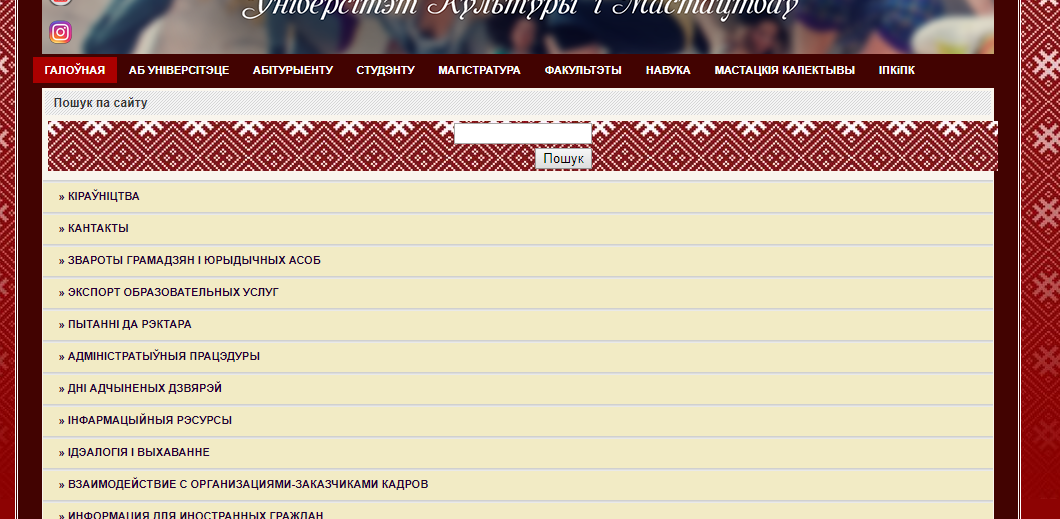 Універсітэт Культуры і Мастацтваў
ГАЛОЎНАЯ АБ УНІВЕРСІТЭЦЕ АБІТУРЫЕНТУ СТУДЭНТУ МАГІСТРАТУРА ФАКУЛЬТЭТЫ НАВУКА МАСТАЦКІЯ КАЛЕКТЫВЫ ІПКіПК
Пошук па сайту
Пошук
» КІРАЎНІЦТВА
» КАНТАКТЫ
» ЗВАРОТЫ ГРАМАДЗЯН І ЮРЫДЫЧНЫХ АСОБ
» ЭКСПОРТ ОБРАЗОВАТЕЛЬНЫХ УСЛУГ
» ПЫТАННІ ДА РЭКТАРА
» АДМІНІСТРАТЫЎНЫЯ ПРАЦЭДУРЫ
» ДНІ АДЧЫНЕНЫХ ДЗВЯРЭЙ
» ІНФАРМАЦЫЙНЫЯ РЭСУРСЫ
» ІДЭАЛОГІЯ І ВЫХАВАННЕ
» ВЗАИМОДЕЙСТВИЕ С ОРГАНИЗАЦИЯМИ-ЗАКАЗЧИКАМИ КАДРОВ
» ИНФОРМАЦИЯ ДЛЯ ИНОСТРАННЫХ ГРАЖДАН